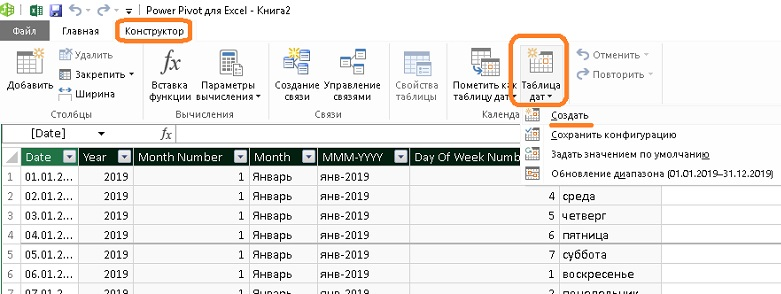 Power Pivot для Excel - Книга2
Файл Главная Конструктор
Добавить
Удалить
Закрепить
Ширина
Столбцы
Вставка функции
Параметры вычисления
Вычисления
Создание связи
Управление связями
Связи
Свойства таблицы
Пометить как таблицу дат
Таблица дат
Календа
Отменить
Повторить
Создать
Сохранить конфигурацию
Задать значением по умолчанию
Обновление диапазона (01.01.2019–31.12.2019)
[Date] fx
Date Year Month Number Month MMM-YYYY Day Of Week Numb
1 01.01.2... 2019 1 Январь янв-2019
2 02.01.2... 2019 1 Январь янв-2019 4 среда
3 03.01.2... 2019 1 Январь янв-2019 5 четверг
4 04.01.2... 2019 1 Январь янв-2019 6 пятница
5 05.01.2... 2019 1 Январь янв-2019 7 суббота
6 06.01.2... 2019 1 Январь янв-2019 1 воскресенье
7 07.01.2... 2019 1 Январь янв-2019 2 понедельник